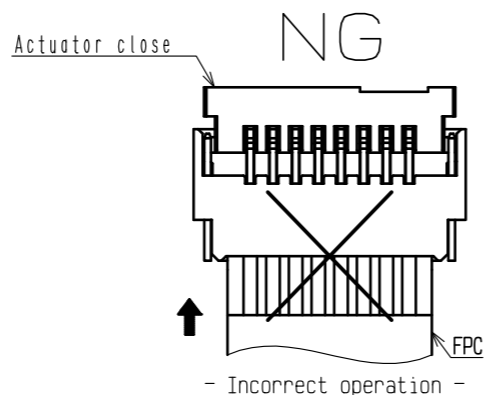 NG
Actuator close
FPC
- Incorrect operation -